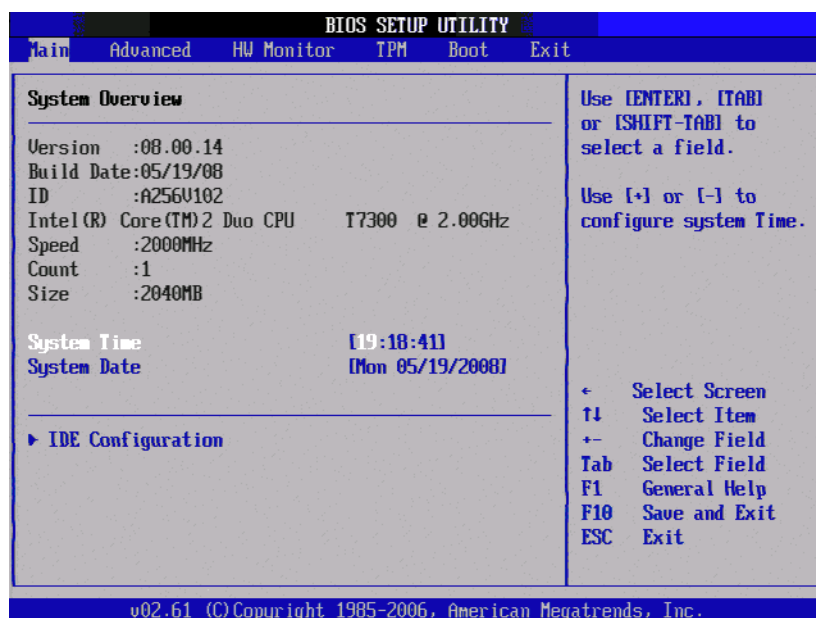 BIOS SETUP UTILITY
Main Advanced HW Monitor TPM Boot Exit
System Overview
Version :08.00.14
Build Date:05/19/08
ID :A256V102
Intel(R) Core(TM)2 Duo CPU T7300 @ 2.00GHz
Speed :2000MHz
Count :1
Size :2040MB
System Time [19:18:41]
System Date [Mon 05/19/2008]
► IDE Configuration
Use [ENTER], [TAB]
or [SHIFT-TAB] to
select a field.
Use [+] or [-] to
configure system Time.
← Select Screen
↑↓ Select Item
+- Change Field
Tab Select Field
F1 General Help
F10 Save and Exit
ESC Exit
v02.61 (C)Copyright 1985-2006, American Megatrends, Inc.